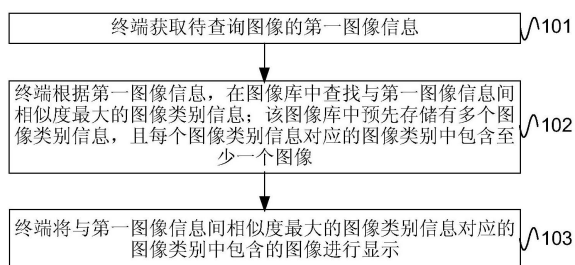 终端获取待查询图像的第一图像信息
101
终端根据第一图像信息，在图像库中查找与第一图像信息间
相似度最大的图像类别信息；该图像库中预先存储有多个图
像类别信息，且每个图像类别信息对应的图像类别中包含至
少一个图像
102
终端将与第一图像信息间相似度最大的图像类别信息对应的
图像类别中包含的图像进行显示
103